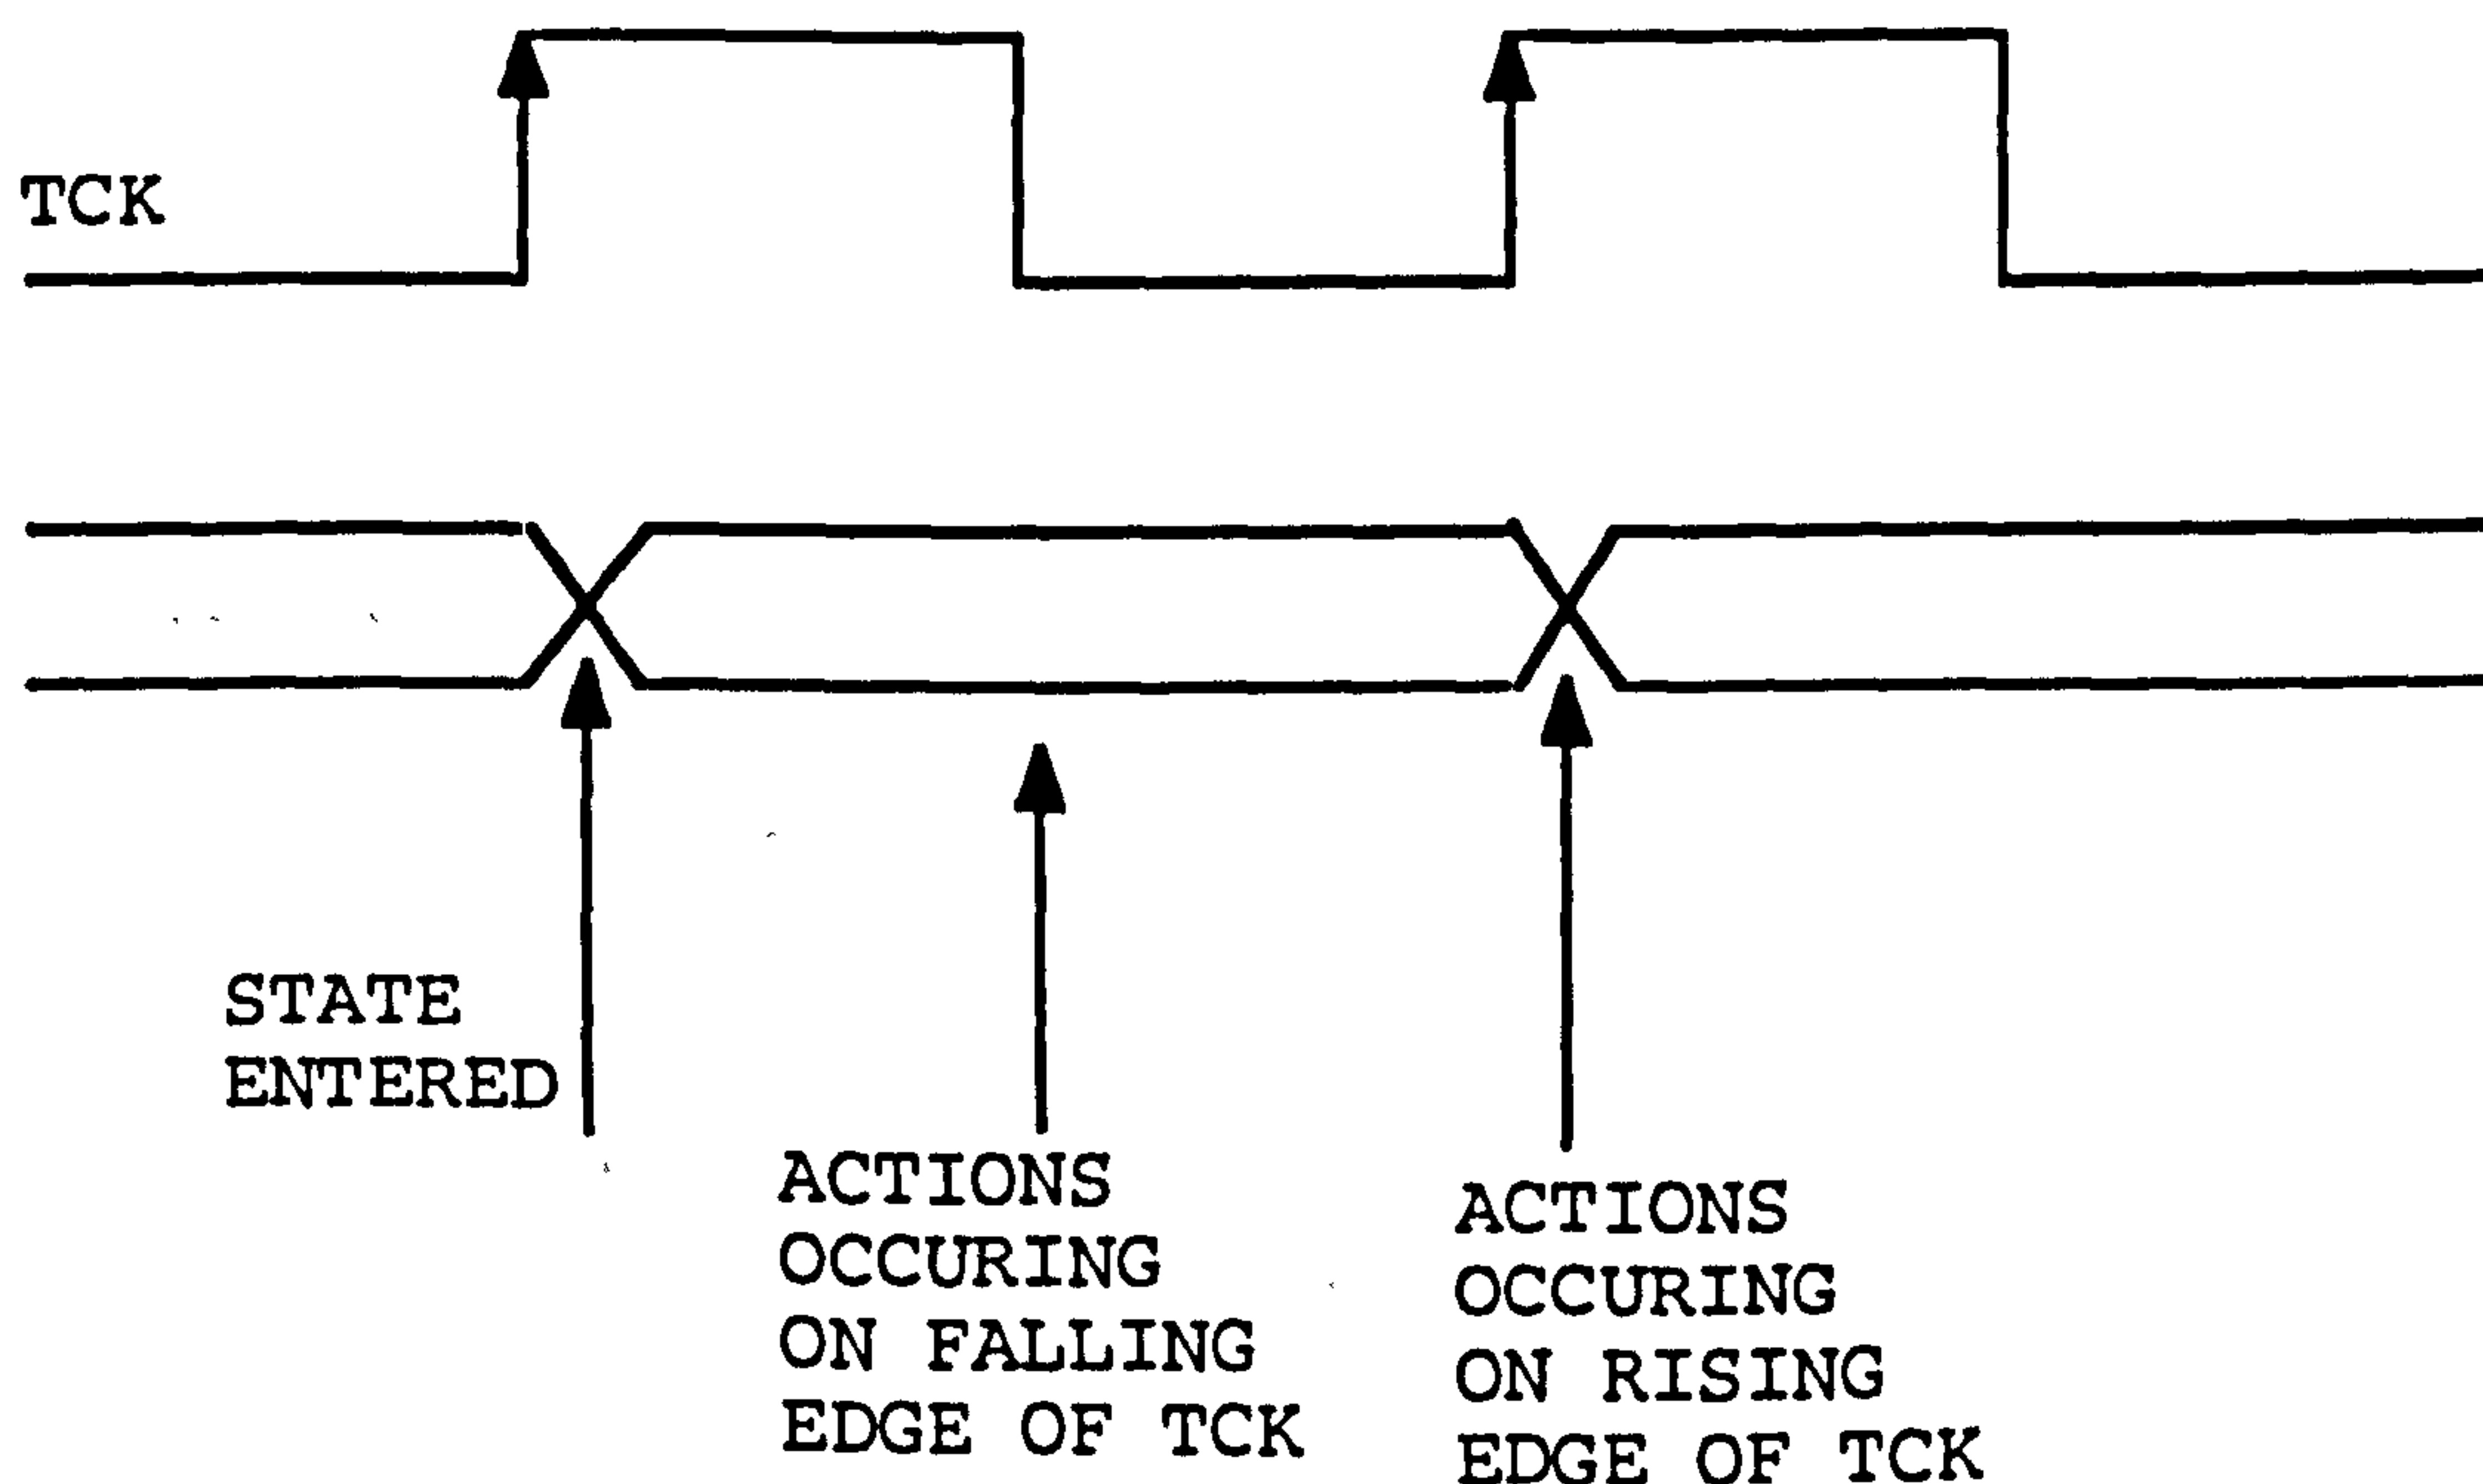 TCK
STATE
ENTERED
ACTIONS
OCCURING
ON FALLING
EDGE OF TCK
ACTIONS
OCCURING
ON RISING
EDGE OF TCK